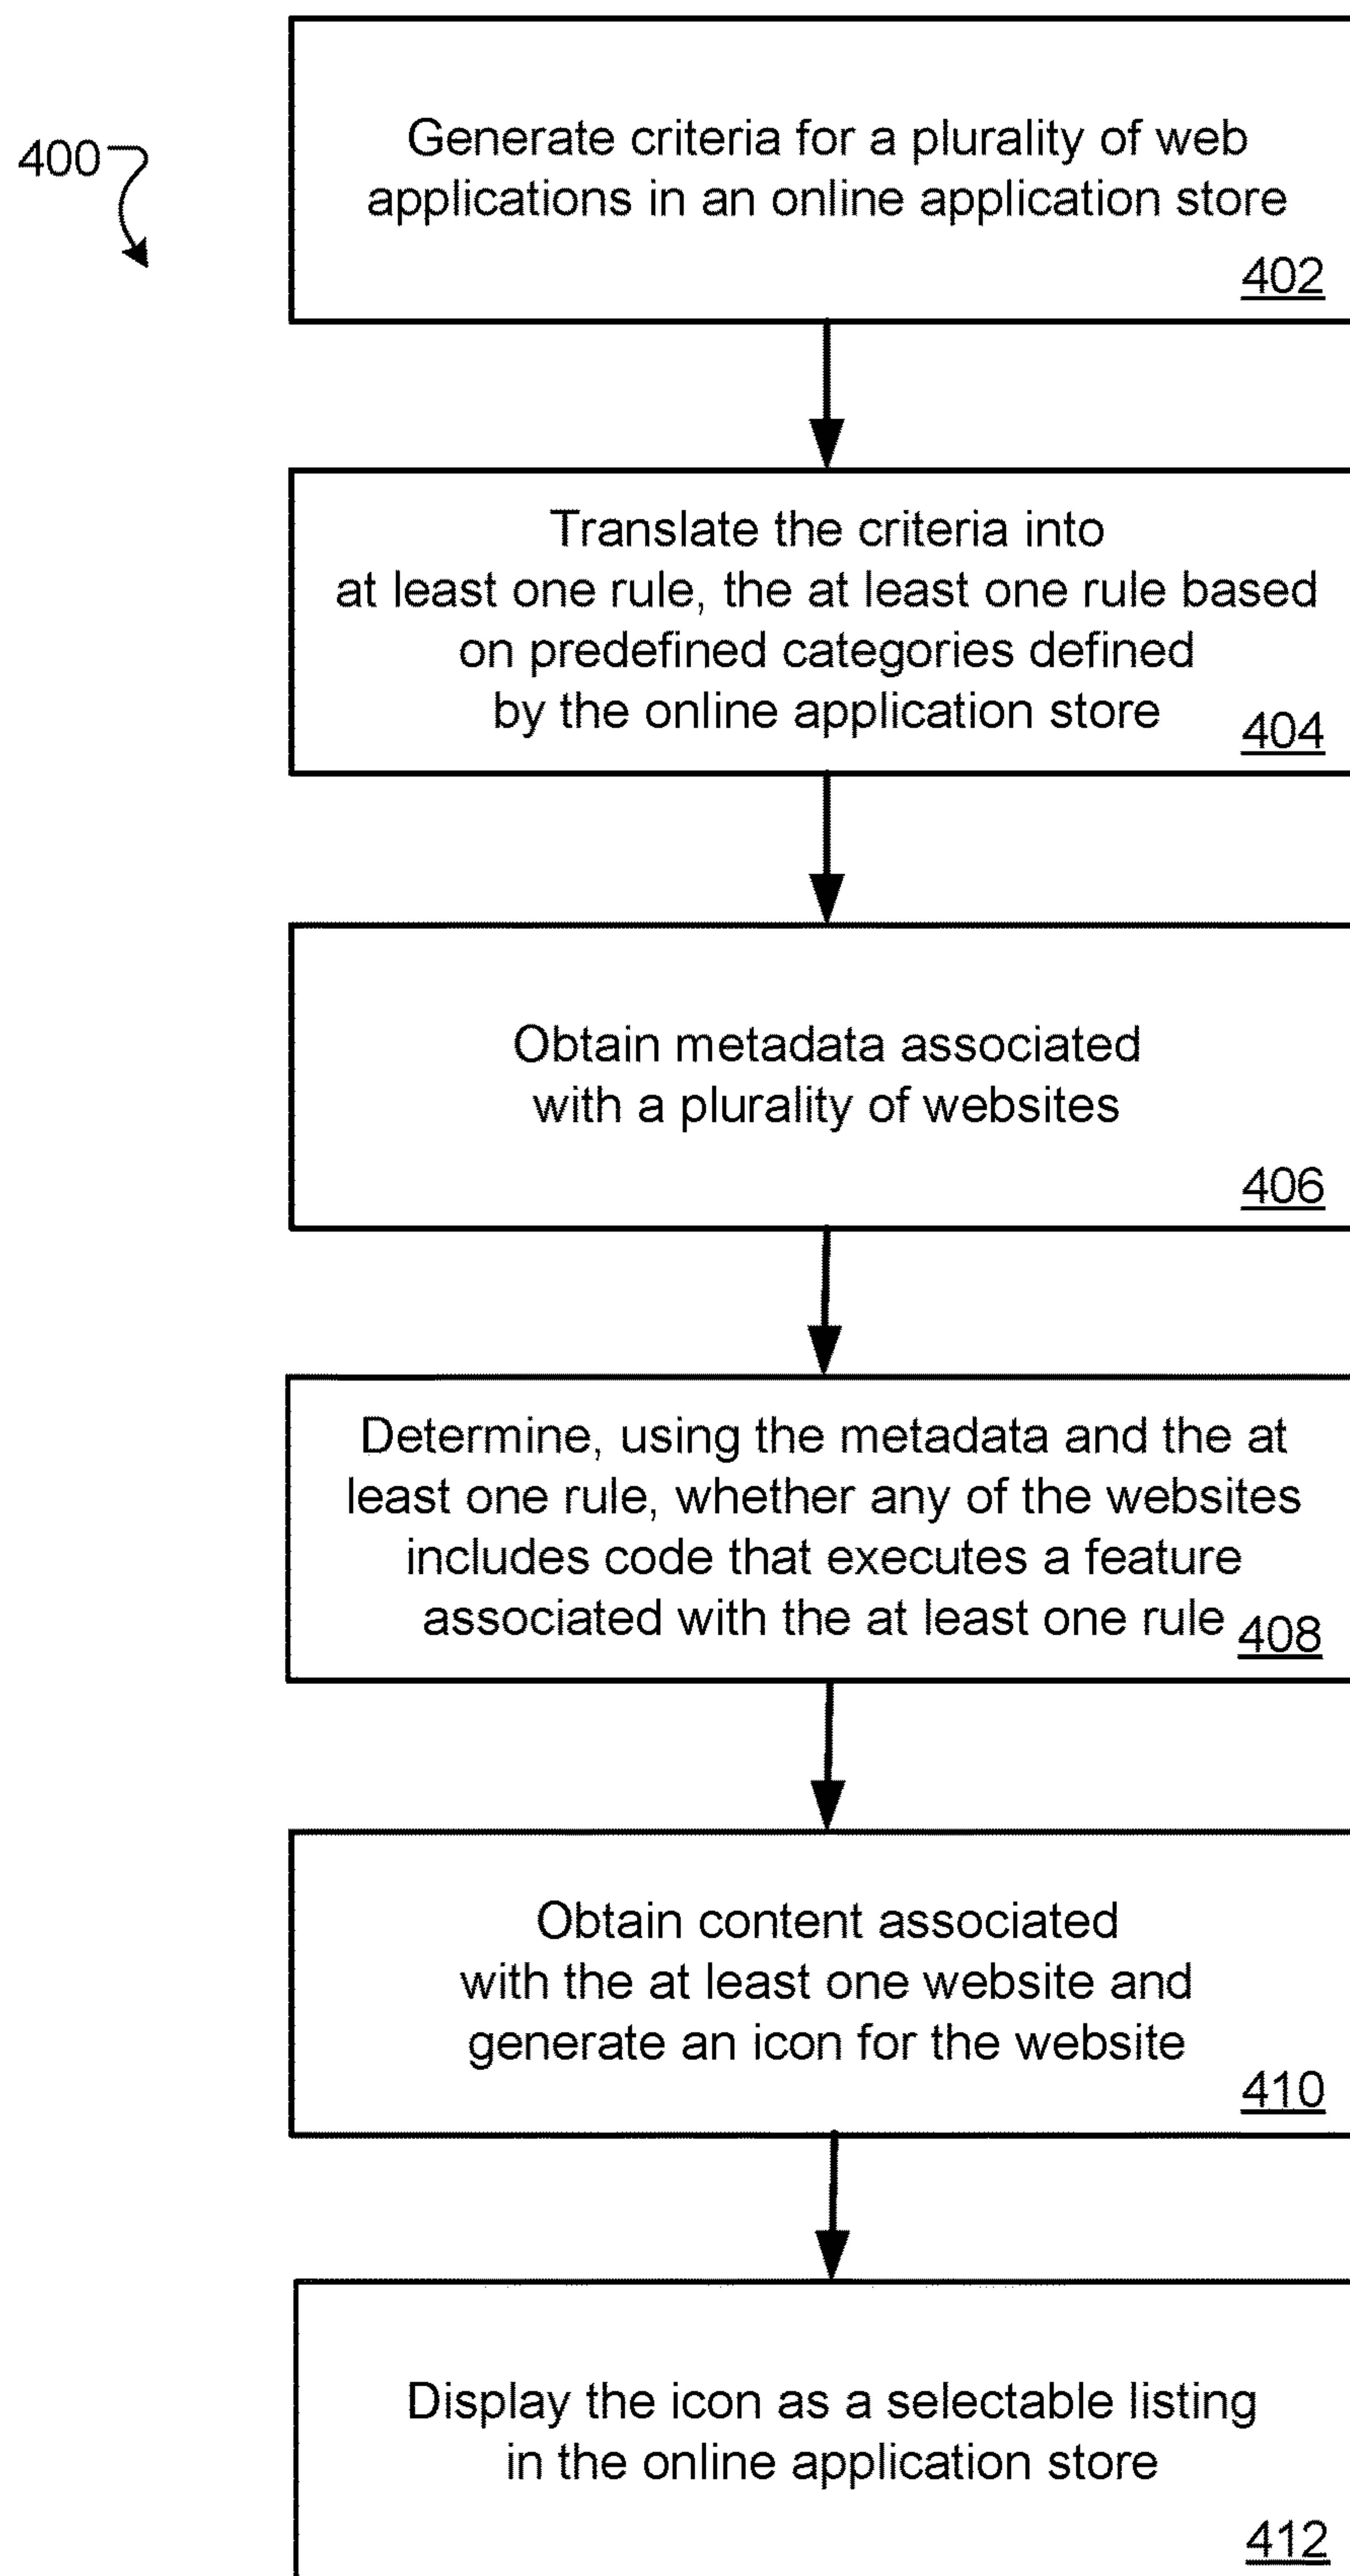 400
Generate criteria for a plurality of web
applications in an online application store
402
Translate the criteria into
at least one rule, the at least one rule based
on predefined categories defined
by the online application store
404
Obtain metadata associated
with a plurality of websites
406
Determine, using the metadata and the at
least one rule, whether any of the websites
includes code that executes a feature
associated with the at least one rule
408
Obtain content associated
with the at least one website and
generate an icon for the website
410
Display the icon as a selectable listing
in the online application store
412